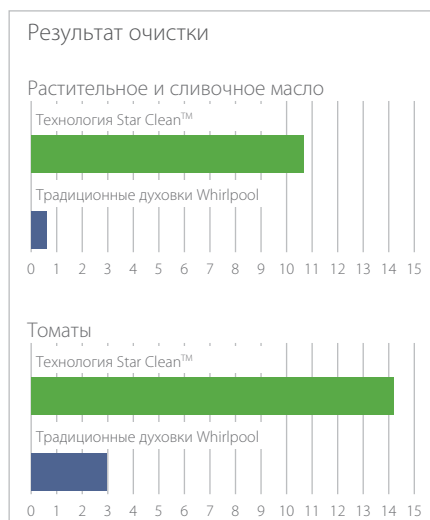 Результат очистки
Растительное и сливочное масло
Технология Star Clean™
Традиционные духовки Whirlpool
0 1 2 3 4 5 6 7 8 9 10 11 12 13 14 15
Томаты
Технология Star Clean™
Традиционные духовки Whirlpool
0 1 2 3 4 5 6 7 8 9 10 11 12 13 14 15